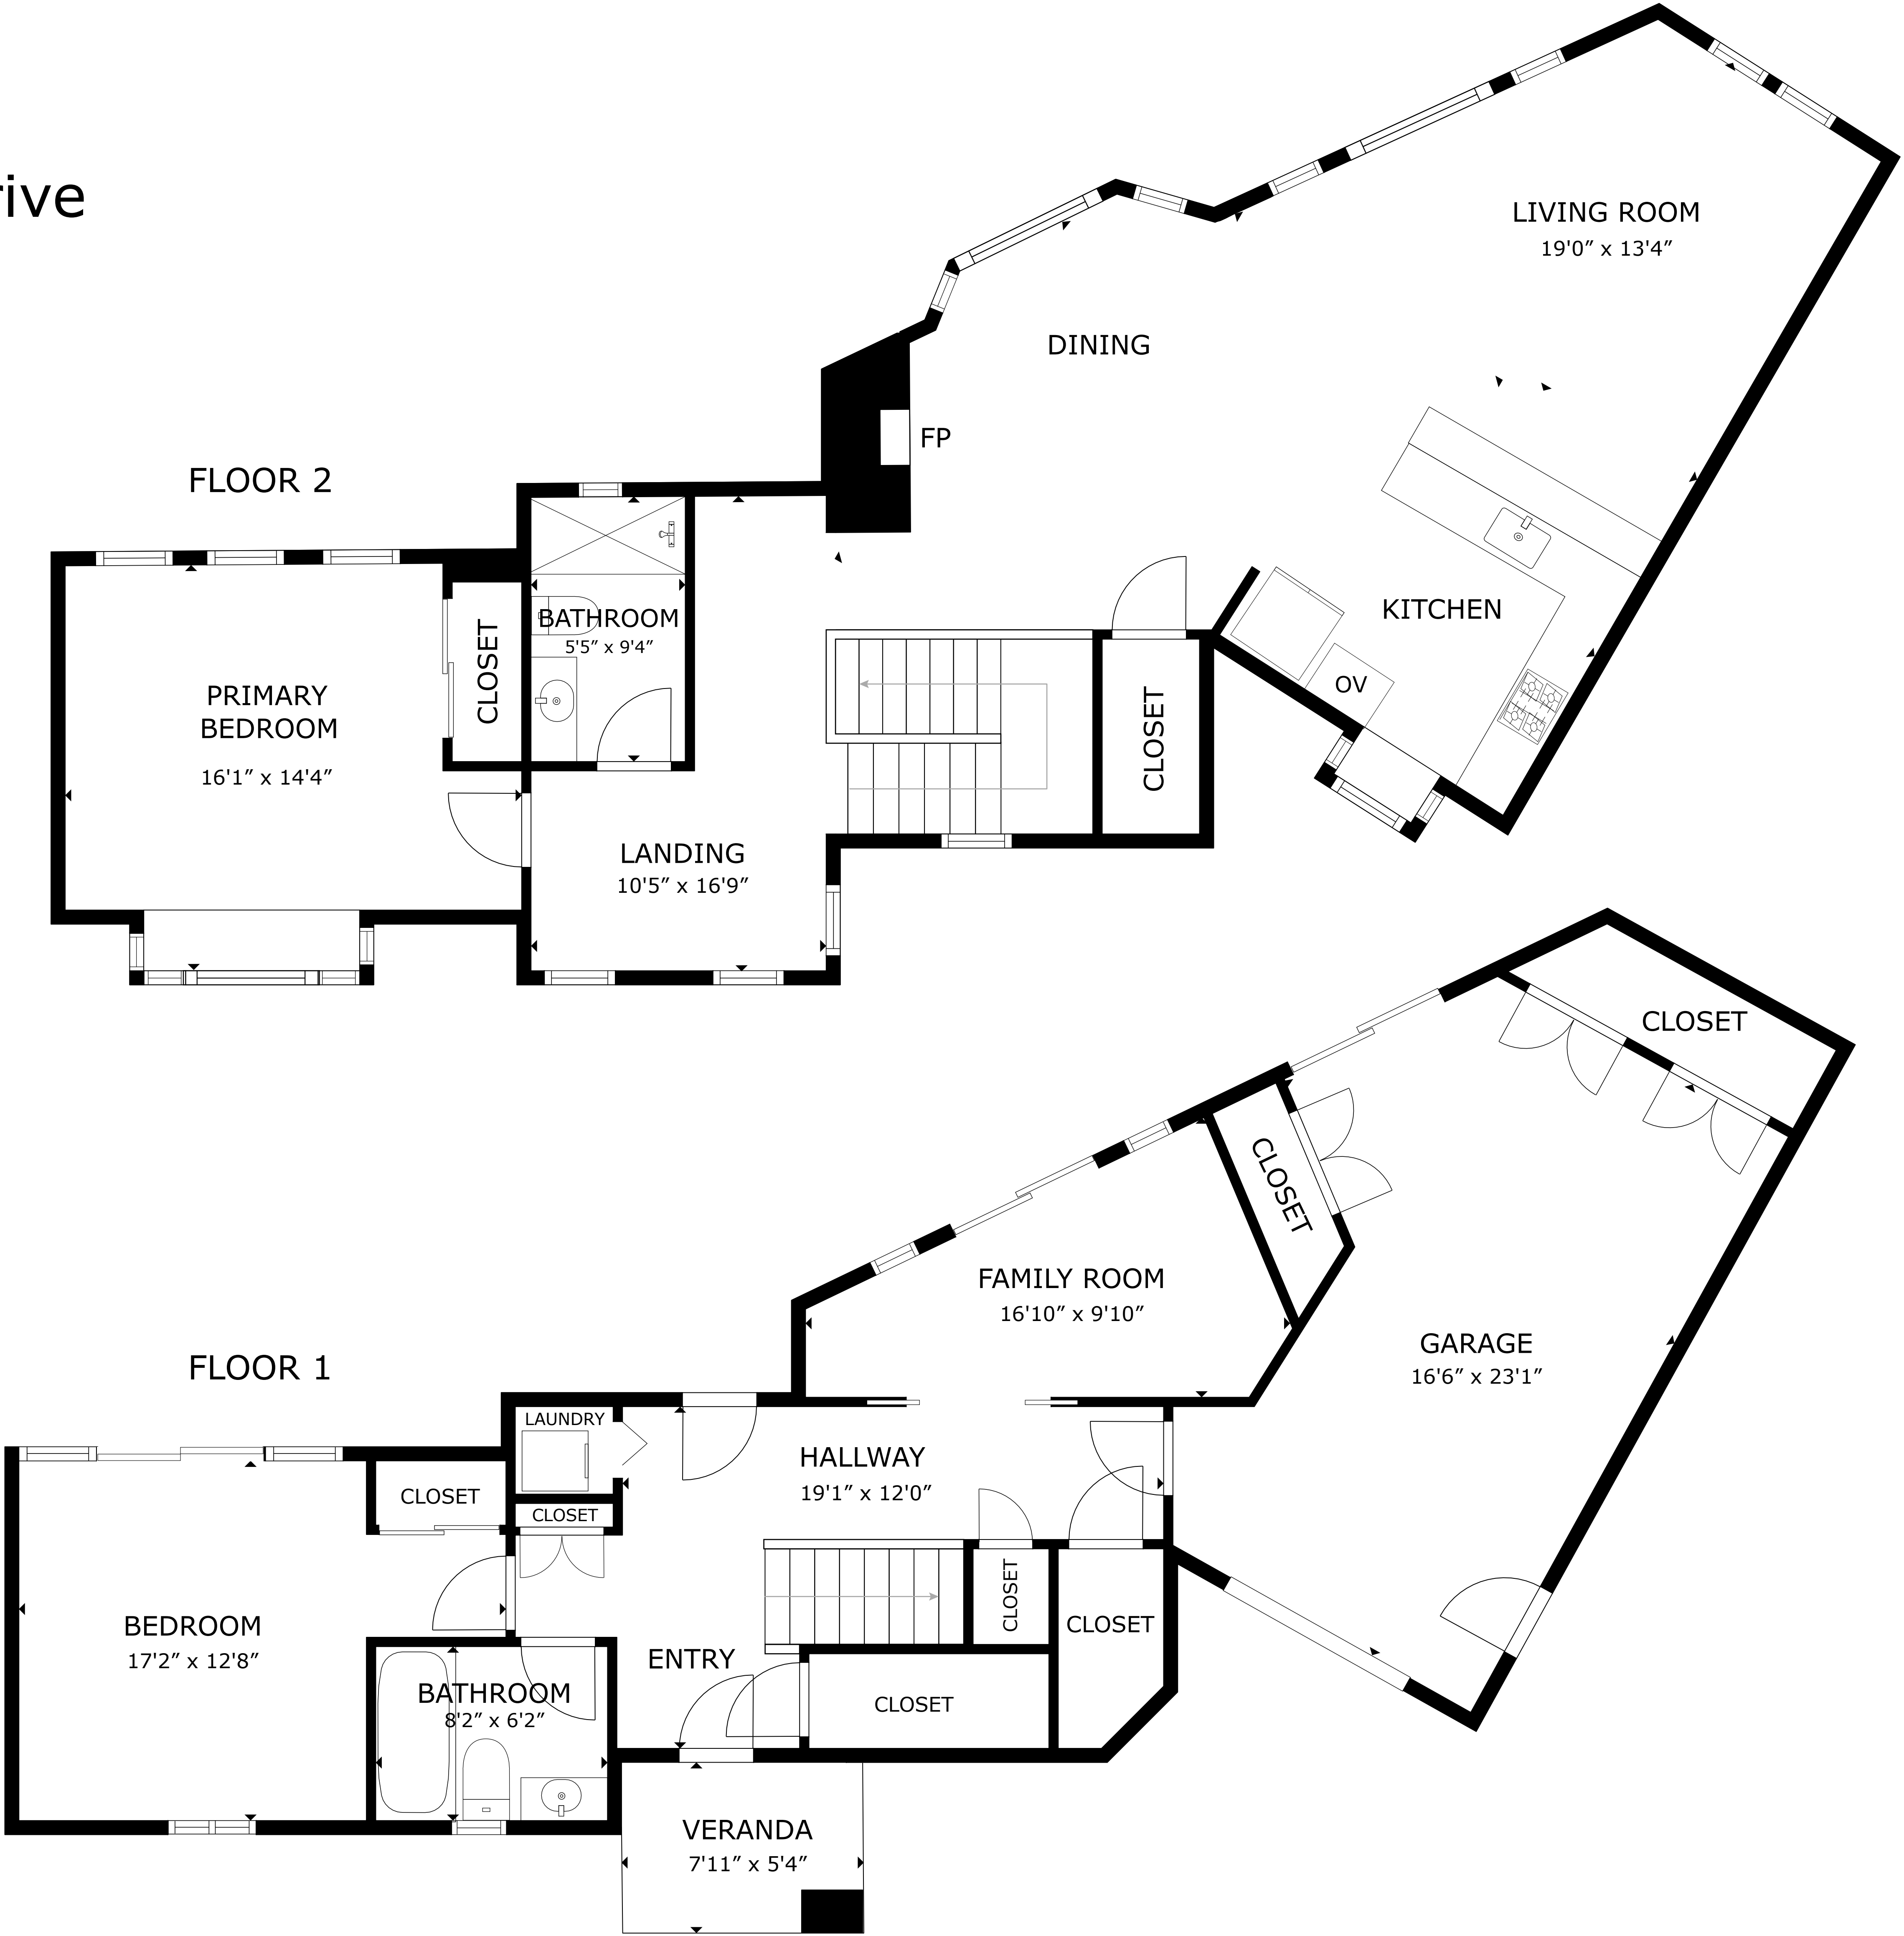 rive
LIVING ROOM
19'0" x 13'4"
DINING
FP
FLOOR 2
KITCHEN
OV
BATHROOM
5'5" x 9'4"
CLOSET
PRIMARY
BEDROOM
16'1" x 14'4"
CLOSET
LANDING
10'5" x 16'9"
CLOSET
CLOSET
FAMILY ROOM
16'10" x 9'10"
GARAGE
16'6" x 23'1"
FLOOR 1
LAUNDRY
HALLWAY
19'1" x 12'0"
CLOSET
CLOSET
CLOSET
CLOSET
BEDROOM
17'2" x 12'8"
ENTRY
BATHROOM
8'2" x 6'2"
CLOSET
VERANDA
7'11" x 5'4"